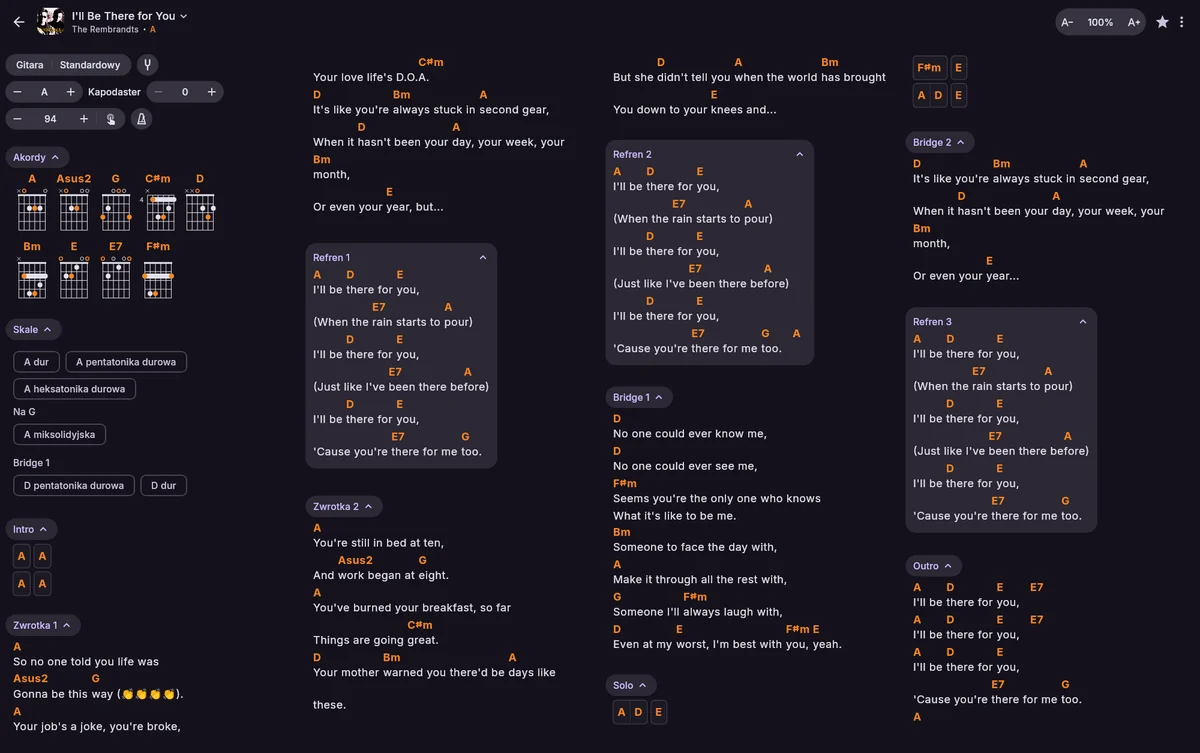 I'll Be There for You
The Rembrandts • A
A- 100% A+
Gitara Standardowy
− A + Kapodaster − 0 +
− 94 +
Akordy
A Asus2 G C#m D
4
Bm E E7 F#m
Skale
A dur A pentatonika durowa
A heksatonika durowa
Na G
A miksolidyjska
Bridge 1
D pentatonika durowa D dur
Intro
A A
A A
Zwrotka 1
A
So no one told you life was
Asus2 G
Gonna be this way (👏👏👏👏).
A
Your job's a joke, you're broke,
C#m
Your love life's D.O.A.
D Bm A
It's like you're always stuck in second gear,
D A
When it hasn't been your day, your week, your
Bm
month,
E
Or even your year, but...
Refren 1
A D E
I'll be there for you,
E7 A
(When the rain starts to pour)
D E
I'll be there for you,
E7 A
(Just like I've been there before)
D E
I'll be there for you,
E7 G
'Cause you're there for me too.
Zwrotka 2
A
You're still in bed at ten,
Asus2 G
And work began at eight.
A
You've burned your breakfast, so far
C#m
Things are going great.
D Bm A
Your mother warned you there'd be days like
these.
D A Bm
But she didn't tell you when the world has brought
E
You down to your knees and...
Refren 2
A D E
I'll be there for you,
E7 A
(When the rain starts to pour)
D E
I'll be there for you,
E7 A
(Just like I've been there before)
D E
I'll be there for you,
E7 G A
'Cause you're there for me too.
Bridge 1
D
No one could ever know me,
D
No one could ever see me,
F#m
Seems you're the only one who knows
What it's like to be me.
Bm
Someone to face the day with,
A
Make it through all the rest with,
G F#m
Someone I'll always laugh with,
D E F#m E
Even at my worst, I'm best with you, yeah.
Solo
A D E
F#m E
A D E
Bridge 2
D Bm A
It's like you're always stuck in second gear,
D A
When it hasn't been your day, your week, your
Bm
month,
E
Or even your year...
Refren 3
A D E
I'll be there for you,
E7 A
(When the rain starts to pour)
D E
I'll be there for you,
E7 A
(Just like I've been there before)
D E
I'll be there for you,
E7 G
'Cause you're there for me too.
Outro
A D E E7
I'll be there for you,
A D E E7
I'll be there for you,
A D E
I'll be there for you,
E7 G
'Cause you're there for me too.
A